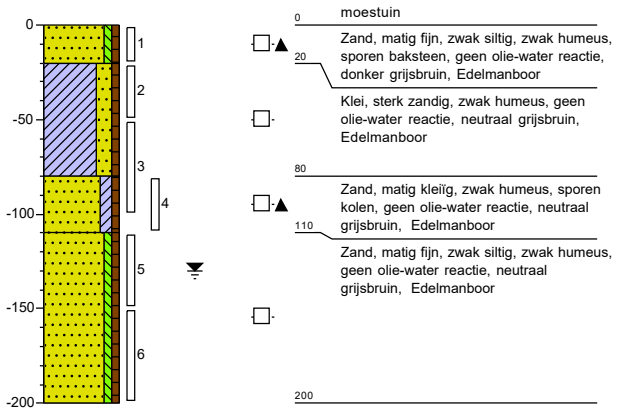 moestuin
0
Zand, matig fijn, zwak siltig, zwak humeus,
sporen baksteen, geen olie-water reactie,
donker grijsbruin, Edelmanboor
20
Klei, sterk zandig, zwak humeus, geen
olie-water reactie, neutraal grijsbruin,
Edelmanboor
80
Zand, matig kleiïg, zwak humeus, sporen
kolen, geen olie-water reactie, neutraal
grijsbruin, Edelmanboor
110
Zand, matig fijn, zwak siltig, zwak humeus,
geen olie-water reactie, neutraal
grijsbruin, Edelmanboor
200
0
-50
-100
-150
-200
1
2
3
4
5
6